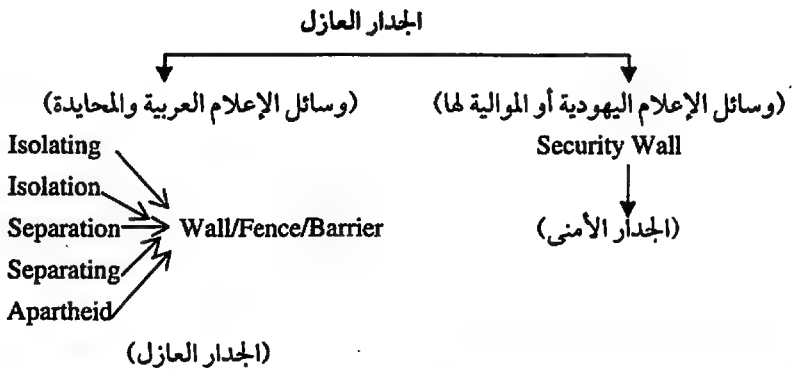 الجدار العازل
(وسائل الإعلام اليهودية أو الموالية لها)
(وسائل الإعلام العربية والمحايدة)
Security Wall
(الجدار الأمنى)
Isolating
Isolation
Separation Wall/Fence/Barrier
Separating
Apartheid
(الجدار العازل)